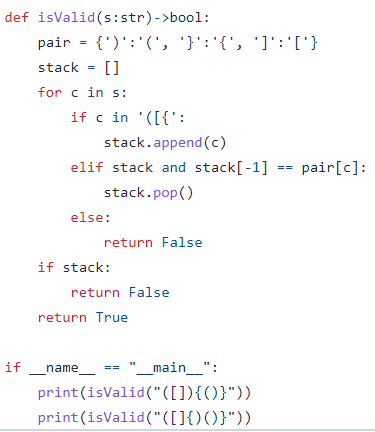 def isValid(s:str)->bool:
    pair = {')':'(', '}':'{', ']':'['}
    stack = []
    for c in s:
        if c in '([{':
            stack.append(c)
        elif stack and stack[-1] == pair[c]:
            stack.pop()
        else:
            return False
    if stack:
        return False
    return True

if __name__ == "__main__":
    print(isValid("([]){()}"))
    print(isValid("([]{)()}"))